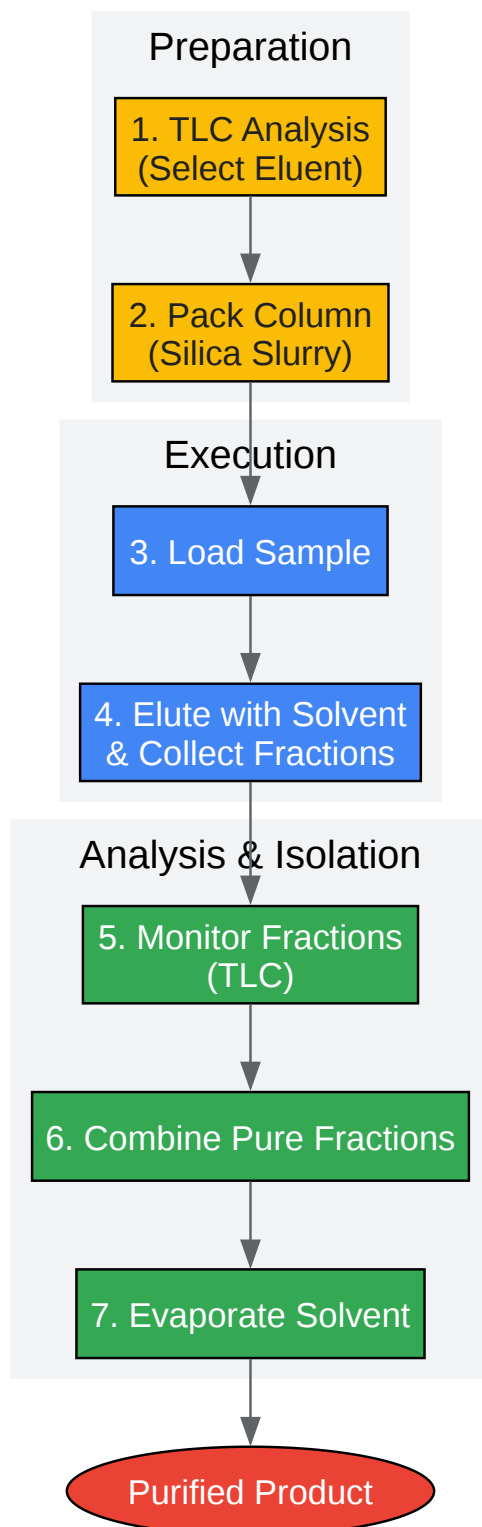 Preparation
1. TLC Analysis
(Select Eluent)
2. Pack Column
(Silica Slurry)
Execution
3. Load Sample
4. Elute with Solvent
& Collect Fractions
Analysis & Isolation
5. Monitor Fractions
(TLC)
6. Combine Pure Fractions
7. Evaporate Solvent
Purified Product